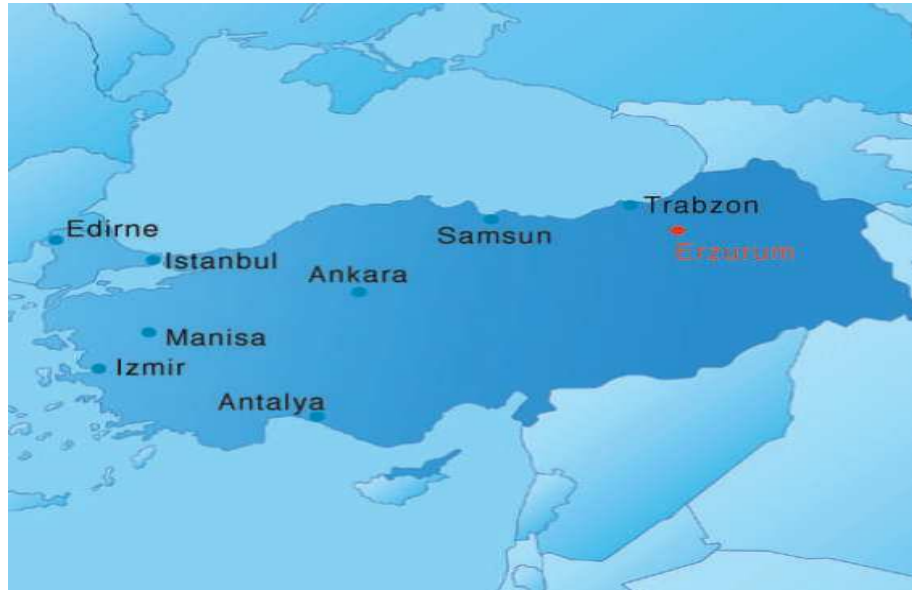 Trabzon
Edirne
Samsun
Erzurum
Istanbul
Ankara
Manisa
Izmir
Antalya